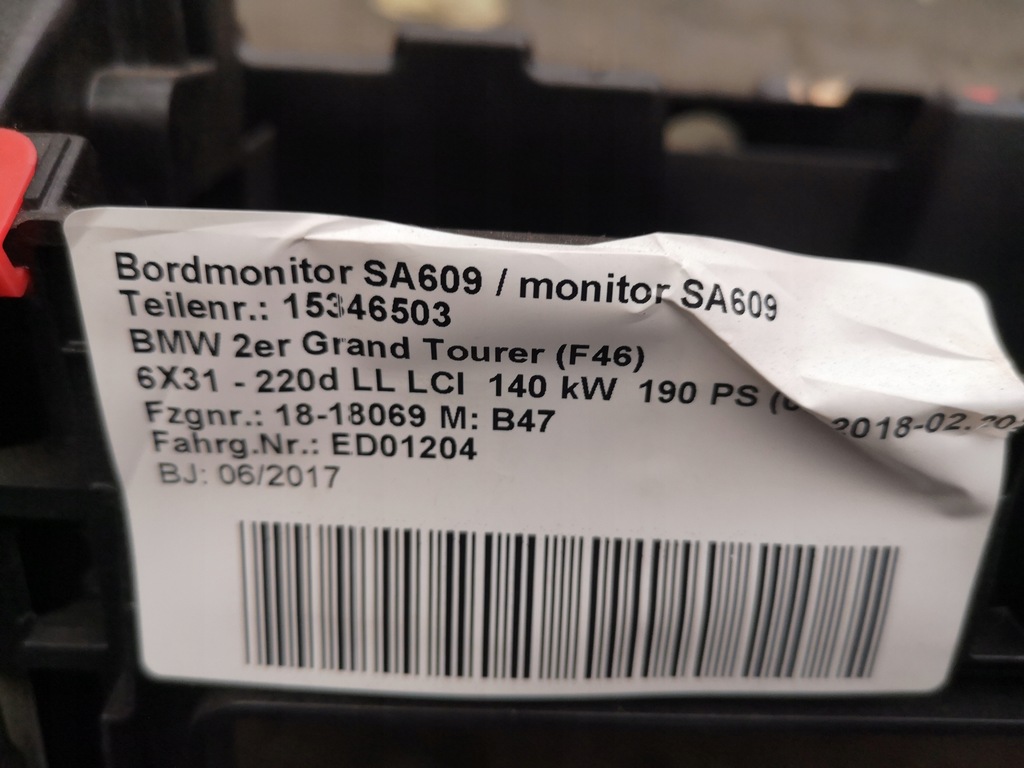 Bordmonitor SA609 / monitor SA609
Teilenr.: 15346503
BMW 2er Grand Tourer (F46)
6X31 - 220d LL LCI 140 kW 190 PS
Fzgnr.: 18-18069 M: B47
Fahrg.Nr.: ED01204
BJ: 06/2017